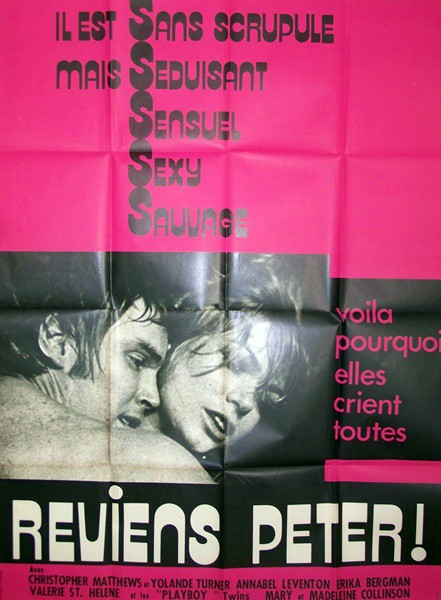 IL EST SANS SCRUPULE
MAIS SEDUISANT
SENSUEL
SEXY
SAUVAGE
voila
pourquoi
elles
crient
toutes
REVIENS PETER!
Avec
CHRISTOPHER MATTHEWS et YOLANDE TURNER ANNABEL LEVENTON ERIKA BERGMAN
VALERIE ST. HELENE et les "PLAYBOY" Twins MARY et MADELEINE COLLINSON